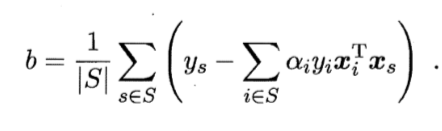 $b = \frac{1}{|S|} \sum_{s \in S} \left( y_s - \sum_{i \in S} \alpha_i y_i \boldsymbol{x}_i^{\mathrm{T}} \boldsymbol{x}_s \right) .$